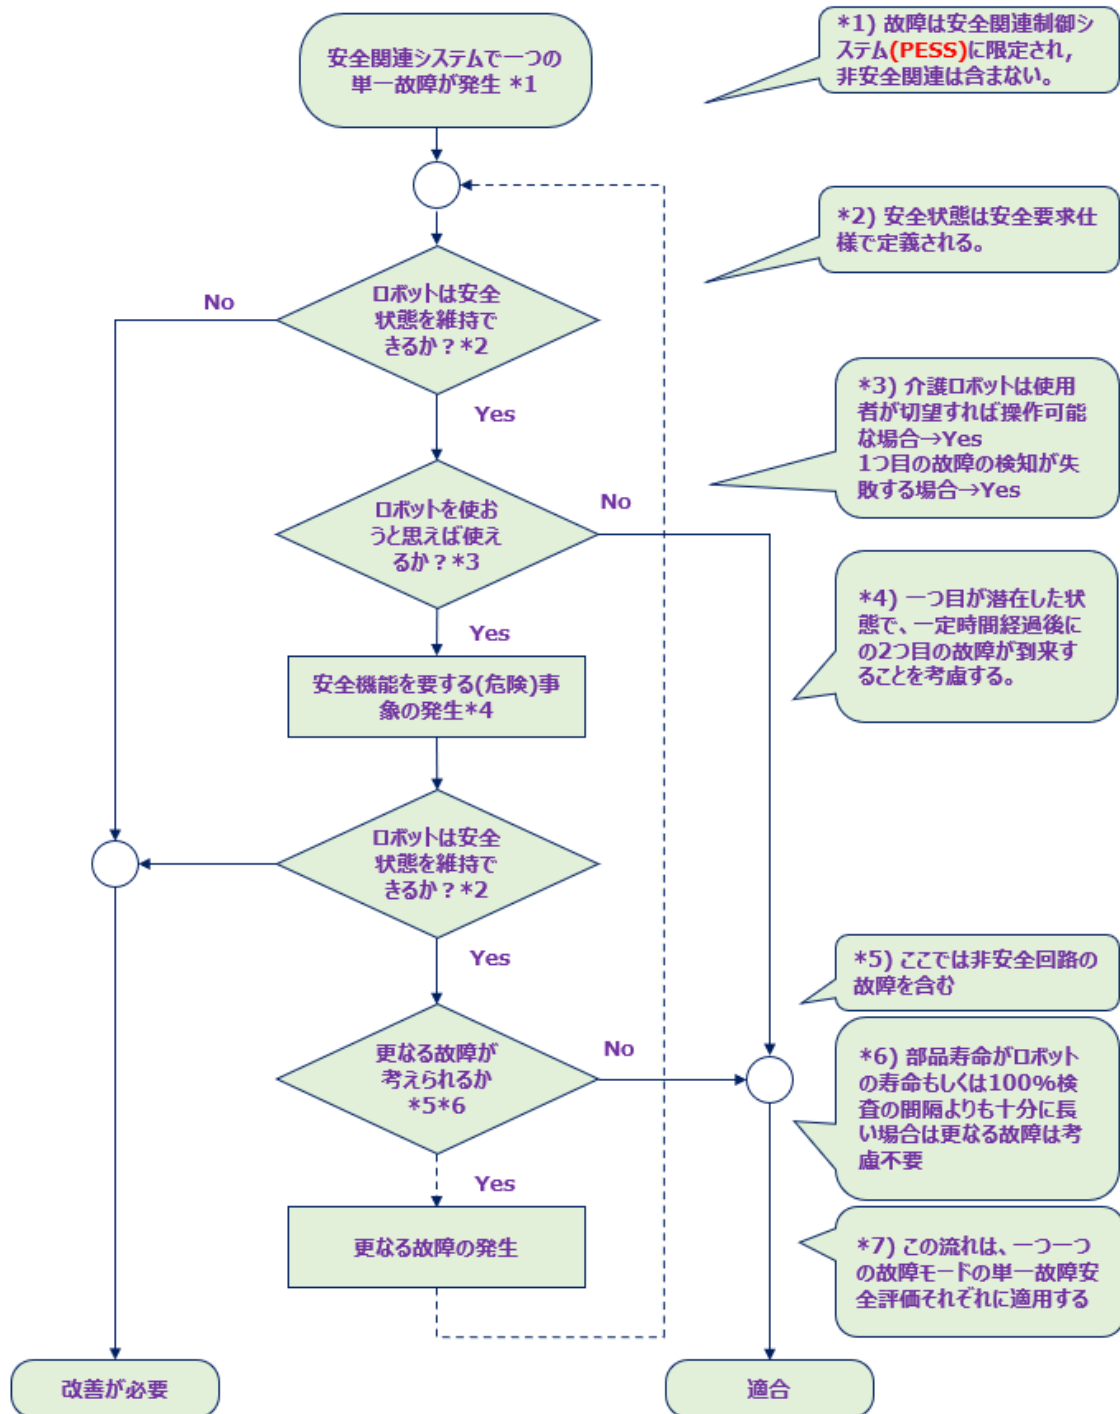 安全関連システムで一つの
単一故障が発生 *1
*1) 故障は安全関連制御シ
ステム(PESS)に限定され,
非安全関連は含まない。
*2) 安全状態は安全要求仕
様で定義される。
ロボットは安全
状態を維持で
きるか？*2
No
Yes
*3) 介護ロボットは使用
者が切望すれば操作可能
な場合→Yes
1つ目の故障の検知が失
敗する場合→Yes
ロボットを使お
うと思えば使え
るか？*3
No
Yes
*4) 一つ目が潜在した状
態で、一定時間経過後に
の2つ目の故障が到来す
ることを考慮する。
安全機能を要する(危険)事
象の発生*4
ロボットは安全
状態を維持で
きるか？*2
Yes
*5) ここでは非安全回路の
故障を含む
更なる故障が
考えられるか
*5*6
No
Yes
*6) 部品寿命がロボット
の寿命もしくは100%検
査の間隔よりも十分に長
い場合は更なる故障は考
慮不要
更なる故障の発生
*7) この流れは、一つ一つ
の故障モードの単一故障安
全評価それぞれに適用する
改善が必要
適合